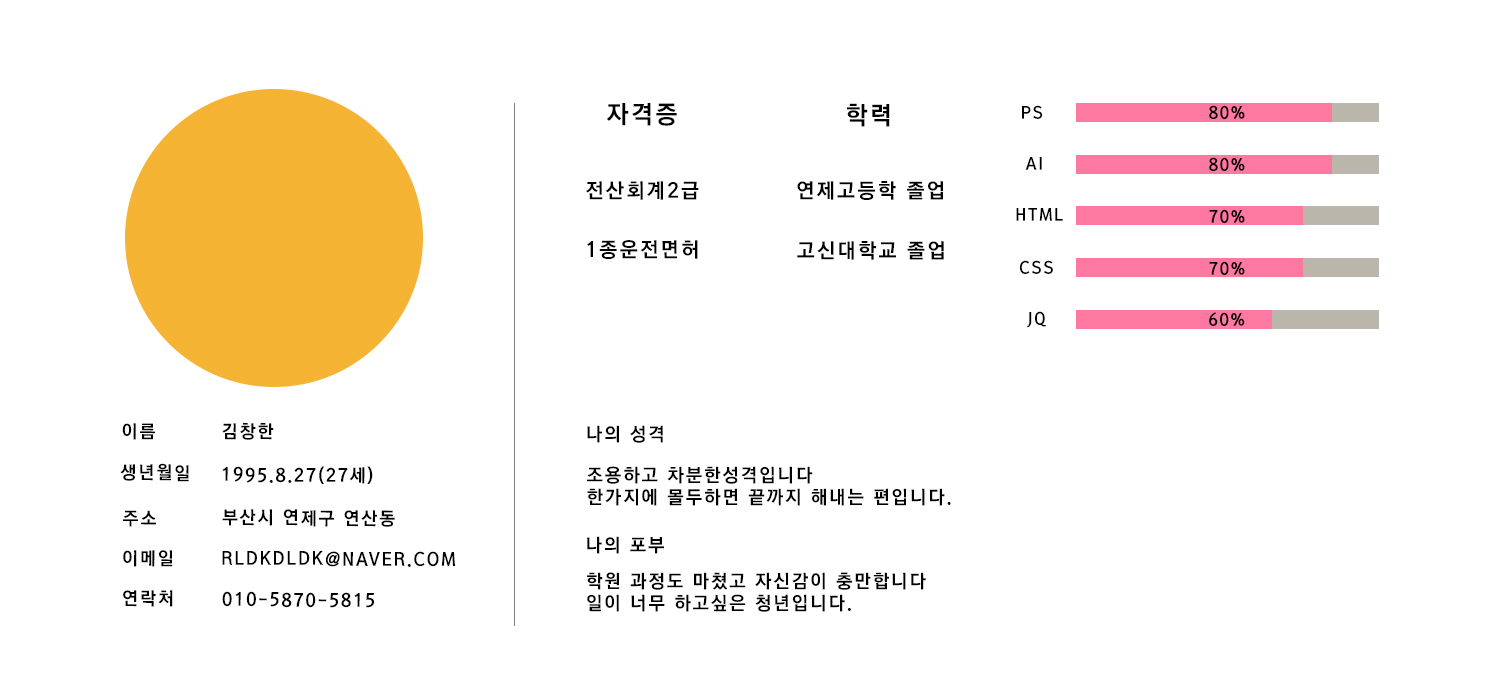 이름 김창한
생년월일 1995.8.27(27세)
주소 부산시 연제구 연산동
이메일 RLDKDLDK@NAVER.COM
연락처 010-5870-5815
자격증
전산회계2급
1종운전면허
학력
연제고등학 졸업
고신대학교 졸업
PS 80%
AI 80%
HTML 70%
CSS 70%
JQ 60%
나의 성격
조용하고 차분한성격입니다
한가지에 몰두하면 끝까지 해내는 편입니다.
나의 포부
학원 과정도 마쳤고 자신감이 충만합니다
일이 너무 하고싶은 청년입니다.